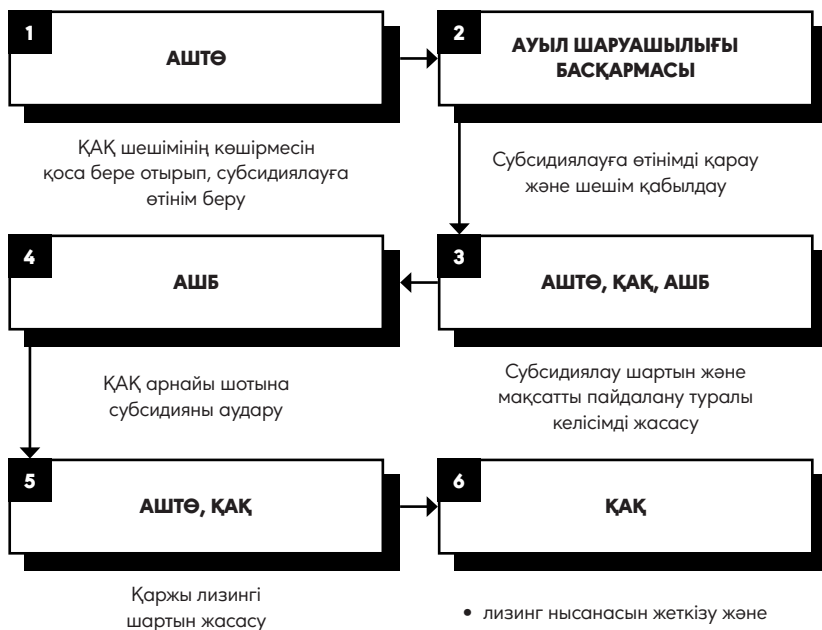 1
АШТӨ
ҚАҚ шешімінің көшірмесін
қоса бере отырып, субсидиялауға
өтінім беру
2
АУЫЛ ШАРУАШЫЛЫҒЫ
БАСҚАРМАСЫ
Субсидиялауға өтінімді қарау
және шешім қабылдау
3
АШТӨ, ҚАҚ, АШБ
Субсидиялау шартын және
мақсатты пайдалану туралы
келісімді жасасу
4
АШБ
ҚАҚ арнайы шотына
субсидияны аудару
5
АШТӨ, ҚАҚ
Қаржы лизингі
шартын жасасу
6
ҚАҚ
• лизинг нысанасын жеткізу және